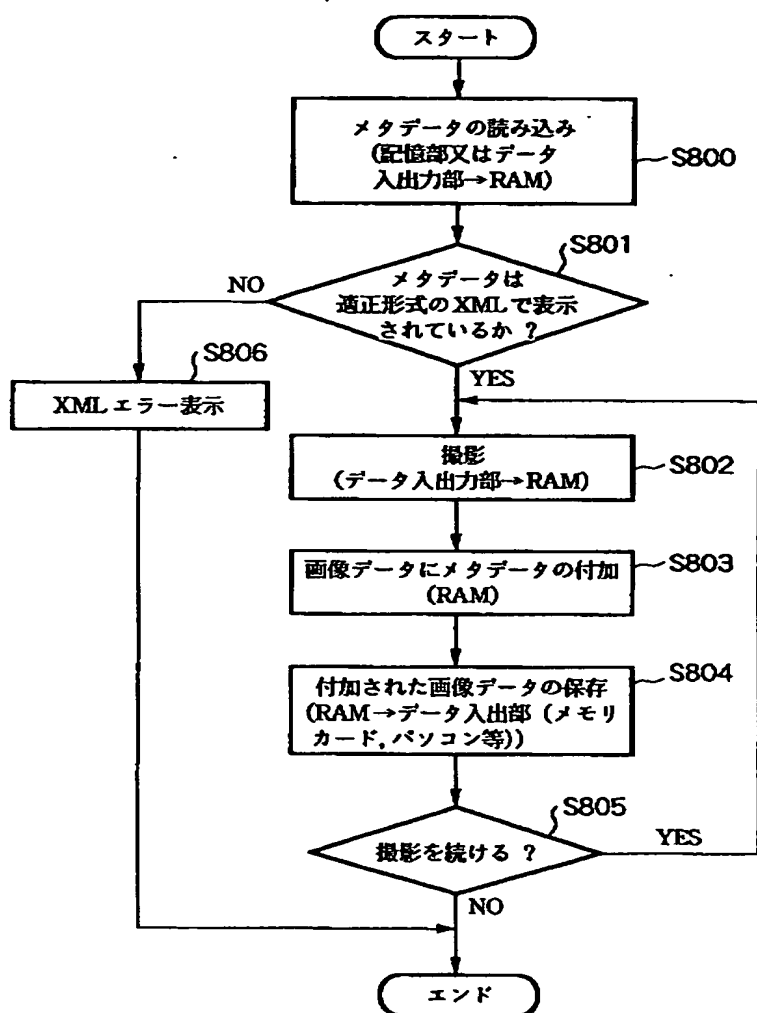 スタート
メタデータの読み込み
(記憶部又はデータ
入出力部→RAM)
S800
S801
メタデータは
適正形式のXMLで表示
されているか ?
NO
YES
S806
XMLエラー表示
撮影
(データ入出力部→RAM)
S802
画像データにメタデータの付加
(RAM)
S803
付加された画像データの保存
(RAM→データ入出部 (メモリ
カード,パソコン等))
S804
S805
撮影を続ける ?
YES
NO
エンド